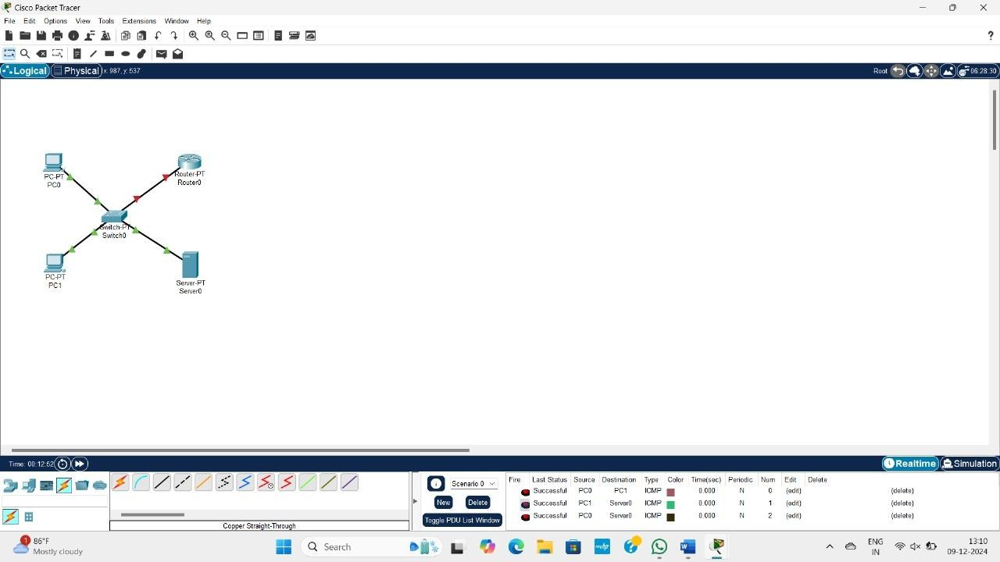 Cisco Packet Tracer
File Edit Options View Tools Extensions Window Help
?
Logical Physical x: 987, y: 537 Root 06:28:30
PC-PT
PC0
Router-PT
Router0
Switch-PT
Switch0
PC-PT
PC1
Server-PT
Server0
Time: 00:12:52 Realtime Simulation
Scenario 0
New Delete
Toggle PDU List Window
Fire Last Status Source Destination Type Color Time(sec) Periodic Num Edit Delete
Successful PC0 PC1 ICMP 0.000 N 0 (edit) (delete)
Successful PC1 Server0 ICMP 0.000 N 1 (edit) (delete)
Successful PC0 Server0 ICMP 0.000 N 2 (edit) (delete)
Copper Straight-Through
1
86°F
Mostly cloudy
Search
ENG
IN
13:10
09-12-2024